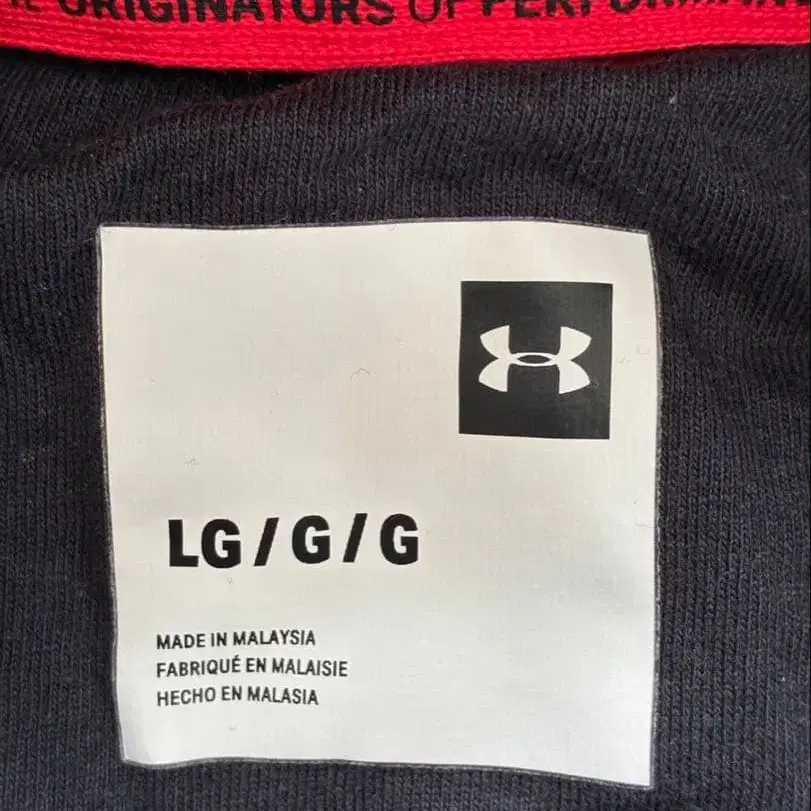 ORIGINATORS OF
LG / G / G
MADE IN MALAYSIA
FABRIQUÉ EN MALAISIE
HECHO EN MALASIA